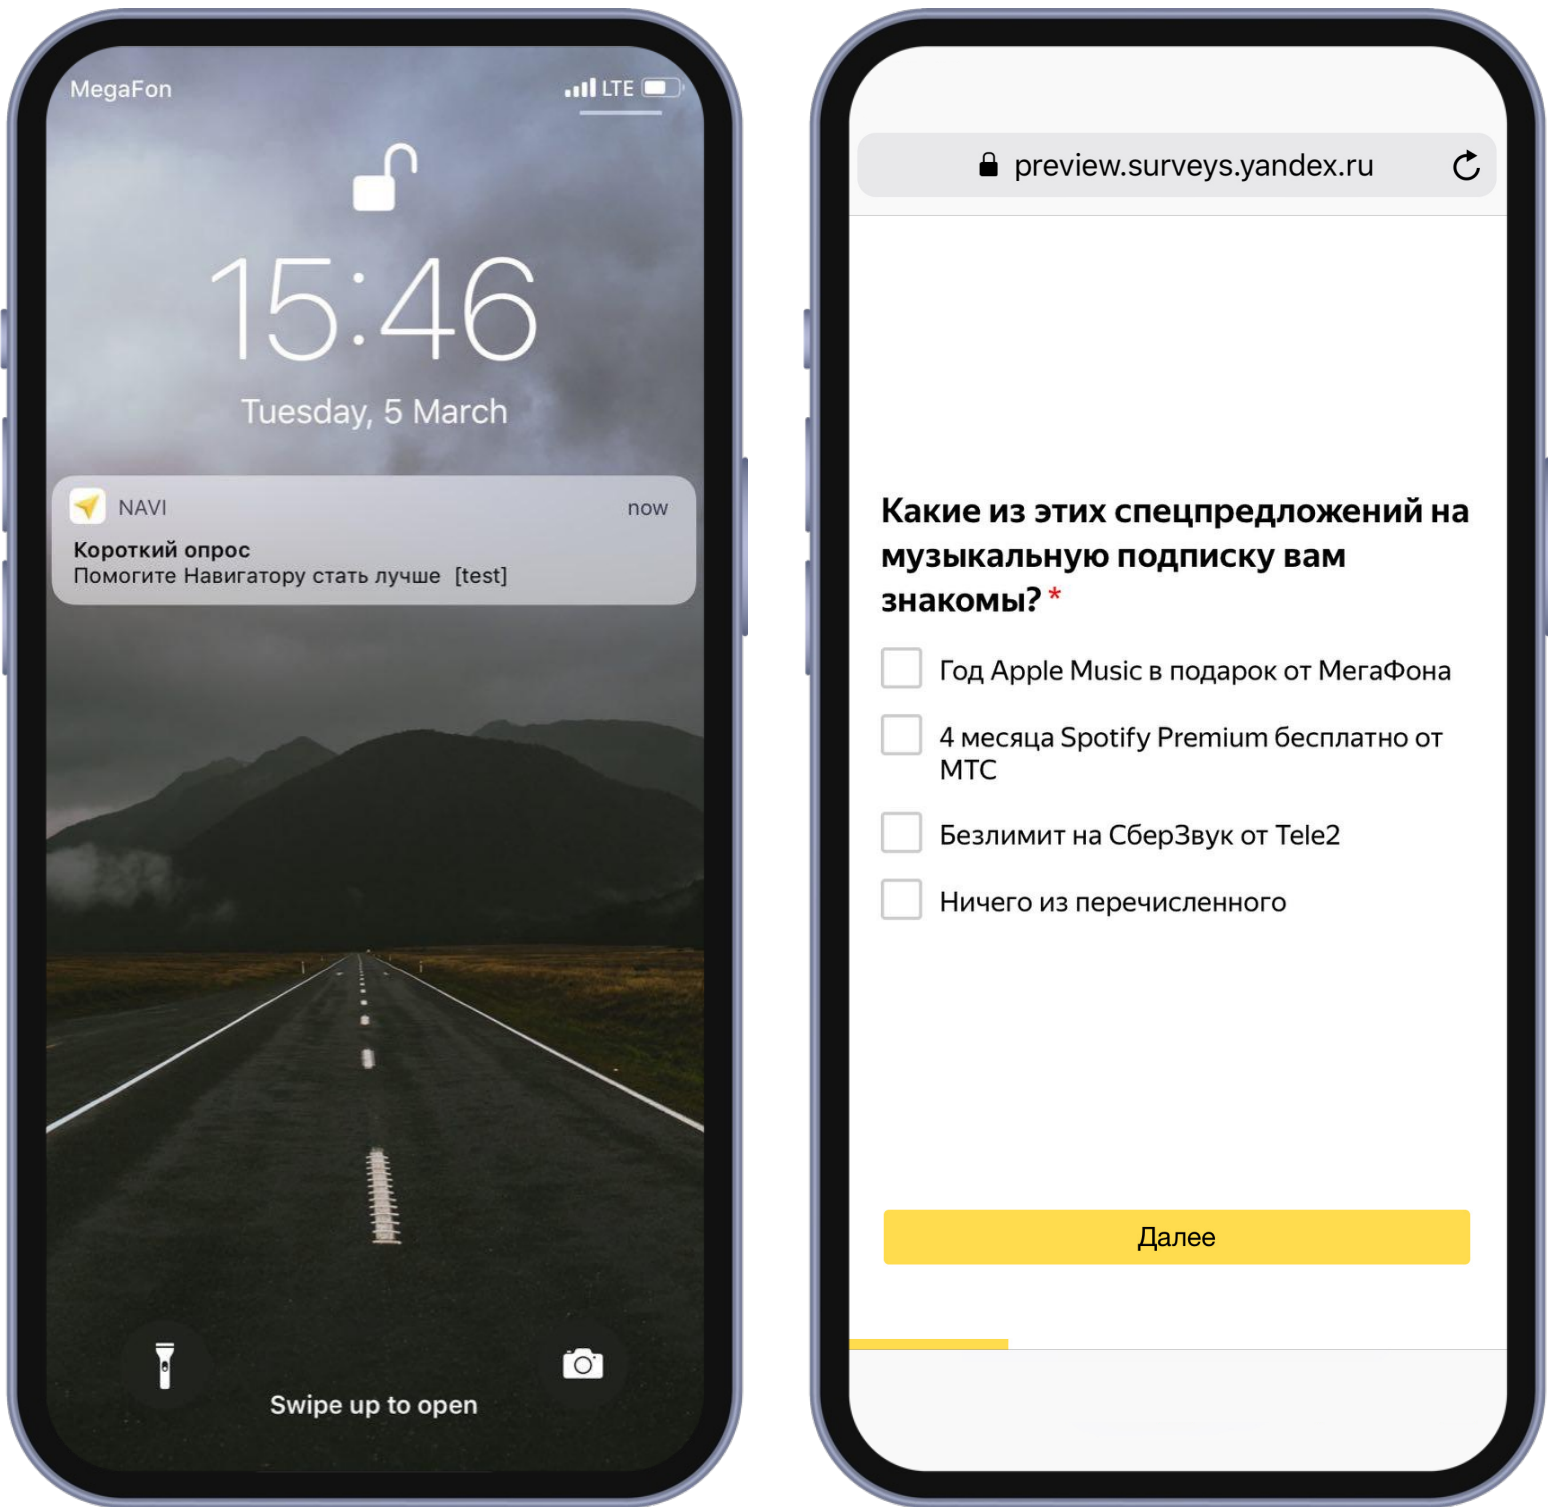 MegaFon
LTE
15:46
Tuesday, 5 March
NAVI
now
Короткий опрос
Помогите Навигатору стать лучше [test]
Swipe up to open
preview.surveys.yandex.ru
Какие из этих спецпредложений на
музыкальную подписку вам
знакомы? *
Год Apple Music в подарок от МегаФона
4 месяца Spotify Premium бесплатно от
МТС
Безлимит на СберЗвук от Tele2
Ничего из перечисленного
Далее